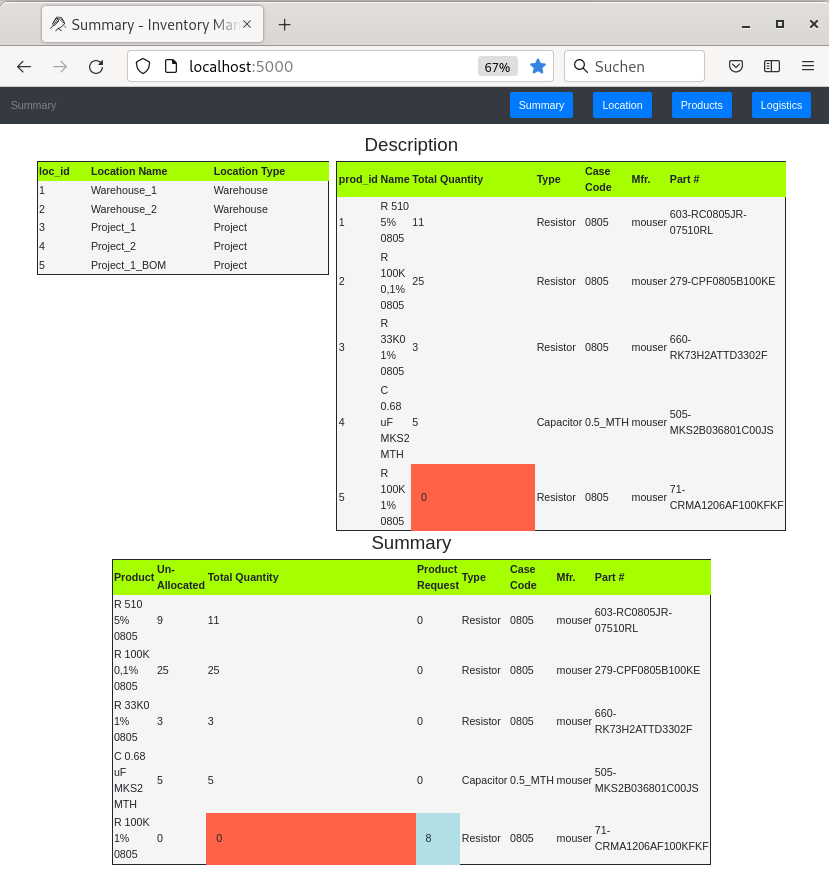 Summary - Inventory Mar
localhost:5000
67%
Suchen
Summary
Summary
Location
Products
Logistics
Description
loc_id Location Name Location Type
1 Warehouse_1 Warehouse
2 Warehouse_2 Warehouse
3 Project_1 Project
4 Project_2 Project
5 Project_1_BOM Project
prod_id Name Total Quantity Type Case Code Mfr. Part #
1 R 510 5% 0805 11 Resistor 0805 mouser 603-RC0805JR-07510RL
2 R 100K 0,1% 0805 25 Resistor 0805 mouser 279-CPF0805B100KE
3 R 33K0 1% 0805 3 Resistor 0805 mouser 660-RK73H2ATTD3302F
4 C 0.68 uF MKS2 MTH 5 Capacitor 0.5_MTH mouser 505-MKS2B036801C00JS
5 R 100K 1% 0805 0 Resistor 0805 mouser 71-CRMA1206AF100KFKF
Summary
Product Un-Allocated Total Quantity Product Request Type Case Code Mfr. Part #
R 510 5% 0805 9 11 0 Resistor 0805 mouser 603-RC0805JR-07510RL
R 100K 0,1% 0805 25 25 0 Resistor 0805 mouser 279-CPF0805B100KE
R 33K0 1% 0805 3 3 0 Resistor 0805 mouser 660-RK73H2ATTD3302F
C 0.68 uF MKS2 MTH 5 5 0 Capacitor 0.5_MTH mouser 505-MKS2B036801C00JS
R 100K 1% 0805 0 0 8 Resistor 0805 mouser 71-CRMA1206AF100KFKF